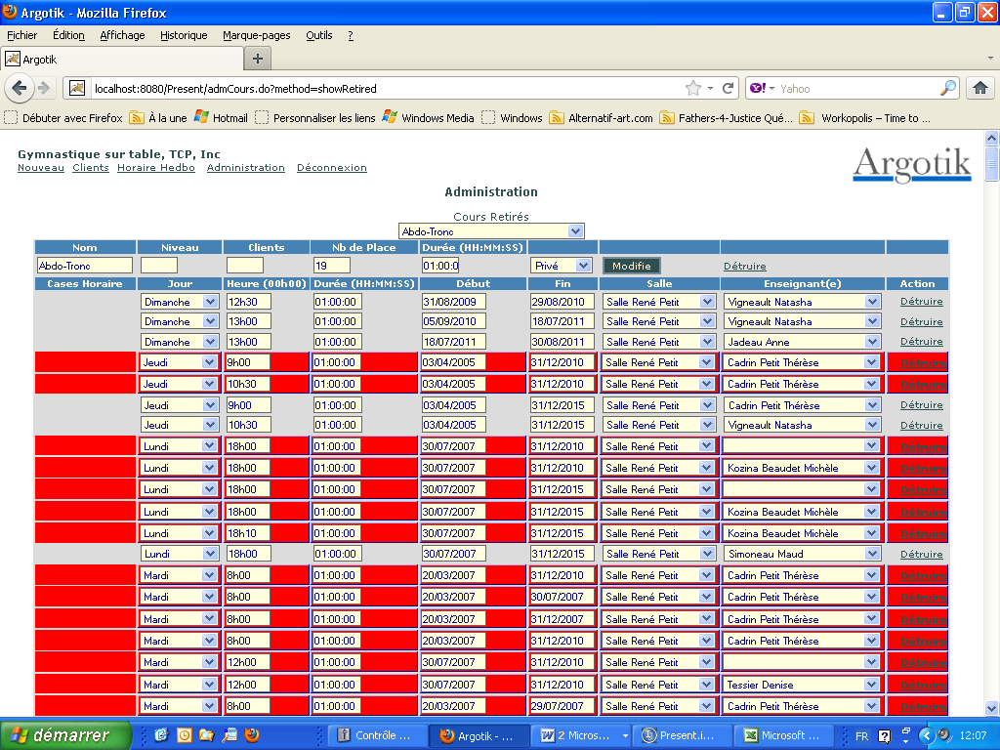 Argotik - Mozilla Firefox
Fichier Édition Affichage Historique Marque-pages Outils ?
Argotik
localhost:8080/Present/admCours.do?method=showRetired Yahoo
Débuter avec Firefox À la une Hotmail Personnaliser les liens Windows Media Windows Alternatif-art.com Fathers-4-Justice Qué... Workopolis – Time to ...
Gymnastique sur table, TCP, Inc
Nouveau Clients Horaire Hedbo Administration Déconnexion
Argotik
Administration
Cours Retirés
Abdo-Tronc
Nom Niveau Clients Nb de Place Durée (HH:MM:SS)
Abdo-Tronc 19 01:00:0 Privé Modifie Détruire
Cases Horaire Jour Heure (00h00) Durée (HH:MM:SS) Début Fin Salle Enseignant(e) Action
Dimanche 12h30 01:00:00 31/08/2009 29/08/2010 Salle René Petit Vigneault Natasha Détruire
Dimanche 13h00 01:00:00 05/09/2010 18/07/2011 Salle René Petit Vigneault Natasha Détruire
Dimanche 13h00 01:00:00 18/07/2011 30/08/2011 Salle René Petit Jadeau Anne Détruire
Jeudi 9h00 01:00:00 03/04/2005 31/12/2010 Salle René Petit Cadrin Petit Thérèse Détruire
Jeudi 10h30 01:00:00 03/04/2005 31/12/2010 Salle René Petit Cadrin Petit Thérèse Détruire
Jeudi 9h00 01:00:00 03/04/2005 31/12/2015 Salle René Petit Cadrin Petit Thérèse Détruire
Jeudi 10h30 01:00:00 03/04/2005 31/12/2015 Salle René Petit Vigneault Natasha Détruire
Lundi 18h00 01:00:00 30/07/2007 31/12/2010 Salle René Petit Détruire
Lundi 18h00 01:00:00 30/07/2007 31/12/2010 Salle René Petit Kozina Beaudet Michèle Détruire
Lundi 18h00 01:00:00 30/07/2007 31/12/2015 Salle René Petit Détruire
Lundi 18h00 01:00:00 30/07/2007 31/12/2015 Salle René Petit Kozina Beaudet Michèle Détruire
Lundi 18h10 01:00:00 30/07/2007 31/12/2015 Salle René Petit Kozina Beaudet Michèle Détruire
Lundi 18h00 01:00:00 30/07/2007 31/12/2015 Salle René Petit Simoneau Maud Détruire
Mardi 8h00 01:00:00 20/03/2007 31/12/2010 Salle René Petit Cadrin Petit Thérèse Détruire
Mardi 8h00 01:00:00 20/03/2007 30/07/2007 Salle René Petit Cadrin Petit Thérèse Détruire
Mardi 8h00 01:00:00 20/03/2007 31/12/2007 Salle René Petit Cadrin Petit Thérèse Détruire
Mardi 8h00 01:00:00 20/03/2007 31/12/2010 Salle René Petit Cadrin Petit Thérèse Détruire
Mardi 12h00 01:00:00 30/07/2007 31/12/2010 Salle René Petit Détruire
Mardi 12h00 01:00:00 30/07/2007 31/12/2010 Salle René Petit Tessier Denise Détruire
Mardi 8h00 01:00:00 20/03/2007 29/07/2007 Salle René Petit Cadrin Petit Thérèse Détruire
démarrer Contrôle ... Argotik - ... 2 Micros... Present.i... Microsoft ... FR 12:07